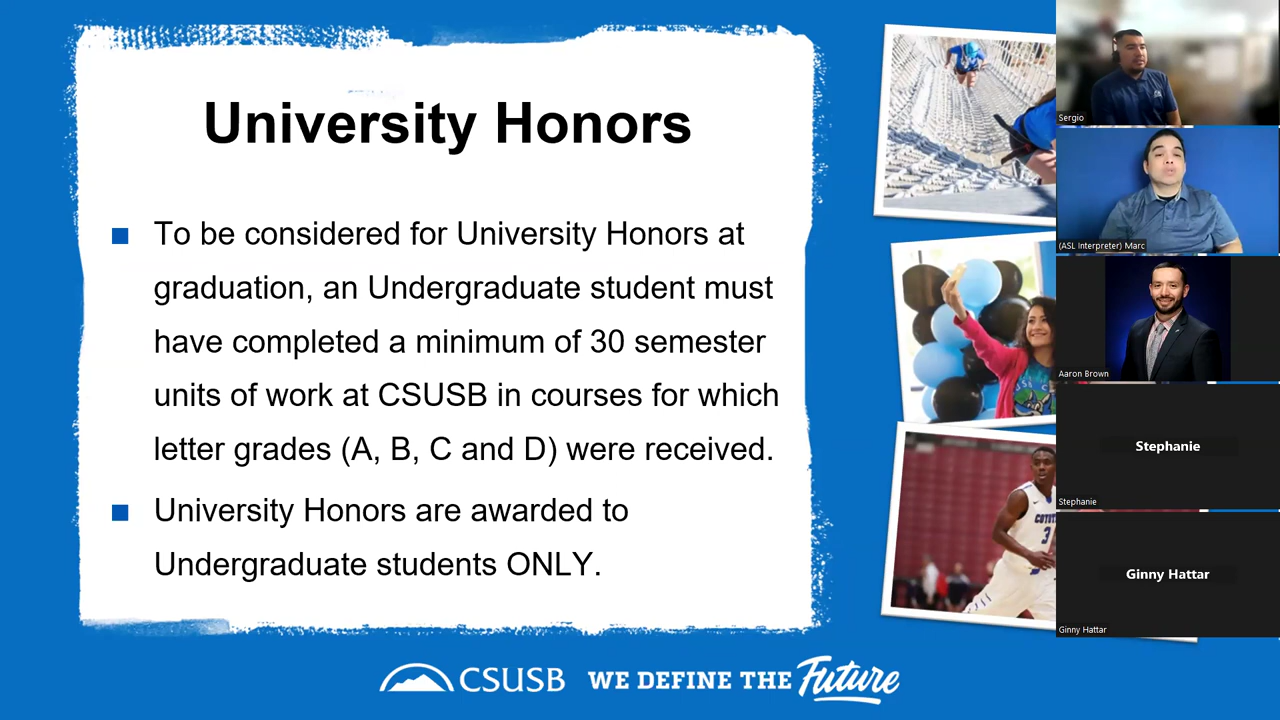 University Honors
■ To be considered for University Honors at
graduation, an Undergraduate student must
have completed a minimum of 30 semester
units of work at CSUSB in courses for which
letter grades (A, B, C and D) were received.
■ University Honors are awarded to
Undergraduate students ONLY.
CSUSB WE DEFINE THE Future
Sergio
(ASL Interpreter) Marc
Aaron Brown
Stephanie
Stephanie
Ginny Hattar
Ginny Hattar
3